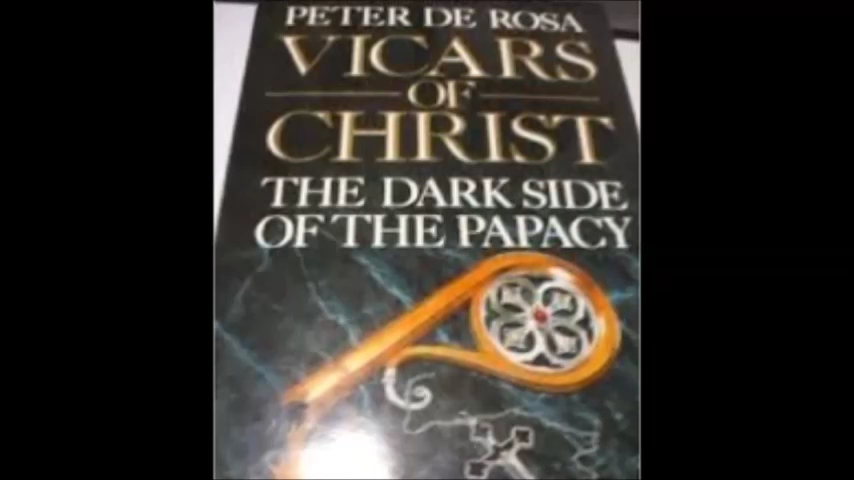 PETER DE ROSA
VICARS
OF
CHRIST
THE DARK SIDE
OF THE PAPACY